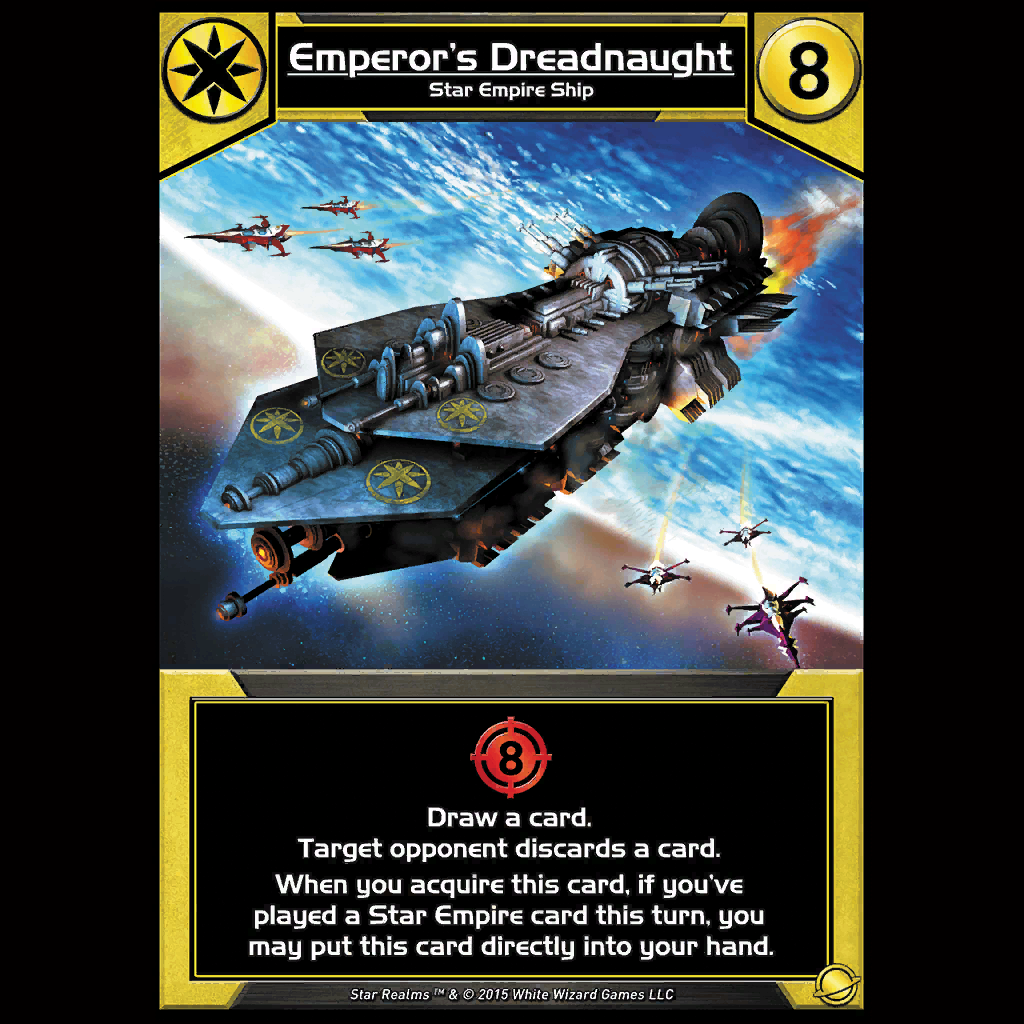 Emperor's Dreadnaught
8
Star Empire Ship
8
Draw a card.
Target opponent discards a card.
When you acquire this card, if you've
played a Star Empire card this turn, you
may put this card directly into your hand.
Star Realms ™ & © 2015 White Wizard Games LLC